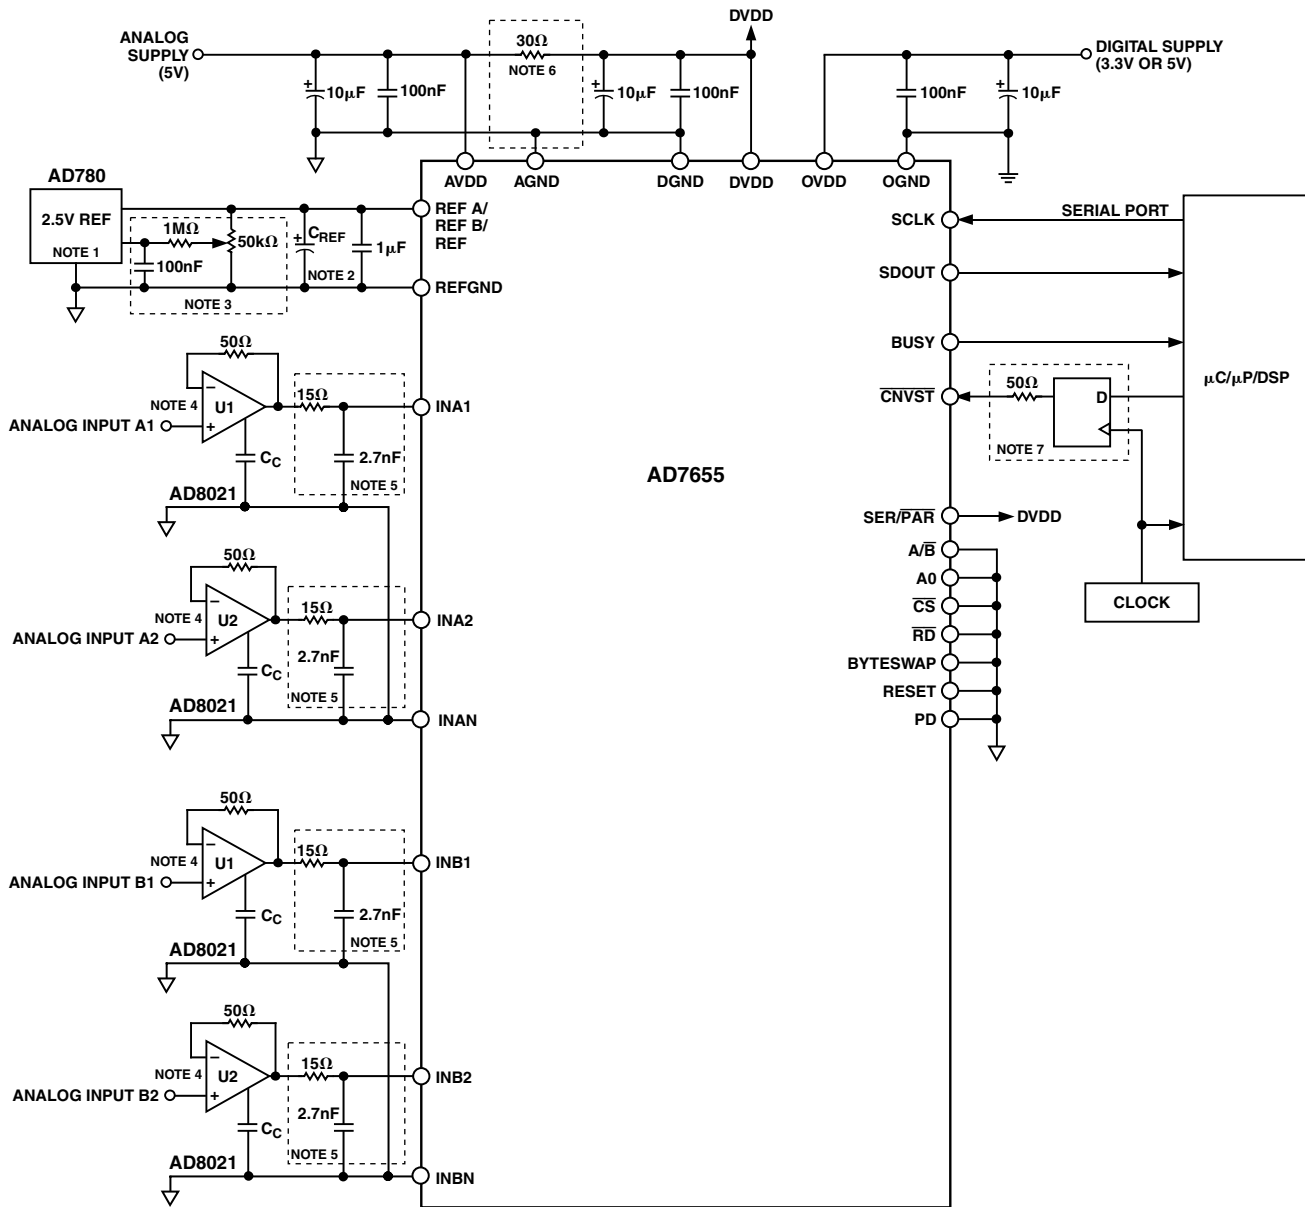 ANALOG
SUPPLY
(5V)
30Ω
NOTE 6
DVDD
DIGITAL SUPPLY
(3.3V OR 5V)
+
10μF
100nF
+
10μF
100nF
100nF
+
10μF
AVDD
AGND
DGND
DVDD
OVDD
OGND
AD780
2.5V REF
NOTE 1
1MΩ
50kΩ
100nF
NOTE 3
+
CREF
NOTE 2
1μF
REF A/
REF B/
REF
REFGND
SCLK
SERIAL PORT
SDOUT
BUSY
CNVST
50Ω
D
NOTE 7
μC/μP/DSP
CLOCK
AD7655
SER/PAR
DVDD
A/B
A0
CS
RD
BYTESWAP
RESET
PD
50Ω
−
NOTE 4
U1
+
ANALOG INPUT A1
CC
AD8021
15Ω
2.7nF
NOTE 5
INA1
50Ω
−
NOTE 4
U2
+
ANALOG INPUT A2
CC
AD8021
15Ω
2.7nF
NOTE 5
INA2
INAN
50Ω
−
NOTE 4
U1
+
ANALOG INPUT B1
CC
AD8021
15Ω
2.7nF
NOTE 5
INB1
50Ω
−
NOTE 4
U2
+
ANALOG INPUT B2
CC
AD8021
15Ω
2.7nF
NOTE 5
INB2
INBN